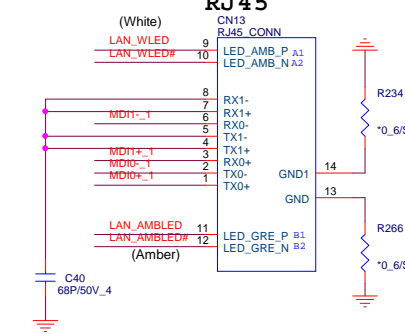 RJ45
(White)
CN13
RJ45_CONN
LAN_WLED 9 LED_AMB_P A1
LAN_WLED# 10 LED_AMB_N A2
8 RX1-
7 RX1+
MDI1-_1 6 RX0-
5 TX1-
4 TX1+
MDI1+_1 3 RX0+
MDI0-_1 2 TX0-
MDI0+_1 1 TX0+
GND1 14
GND 13
LAN_AMBLED 11 LED_GRE_P B1
LAN_AMBLED# 12 LED_GRE_N B2
(Amber)
C40
68P/50V_4
R234
*0_6/S
R266
*0_6/S